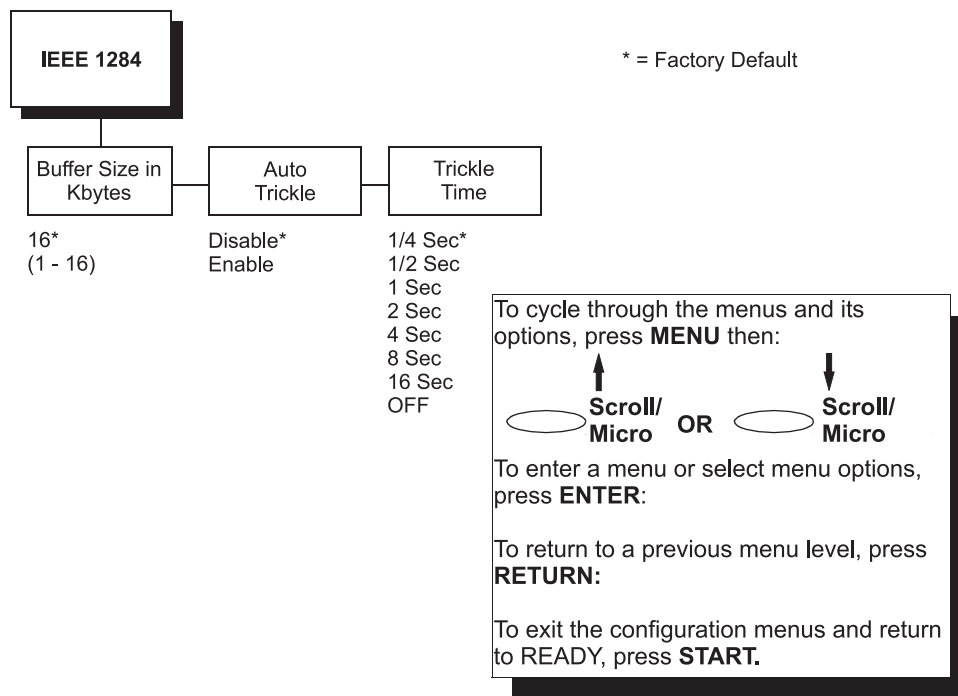 IEEE 1284
* = Factory Default
Buffer Size in
Kbytes
Auto
Trickle
Trickle
Time
16*
(1 - 16)
Disable*
Enable
1/4 Sec*
1/2 Sec
1 Sec
2 Sec
4 Sec
8 Sec
16 Sec
OFF
To cycle through the menus and its
options, press MENU then:
Scroll/
Micro
OR
Scroll/
Micro
To enter a menu or select menu options,
press ENTER:
To return to a previous menu level, press
RETURN:
To exit the configuration menus and return
to READY, press START.